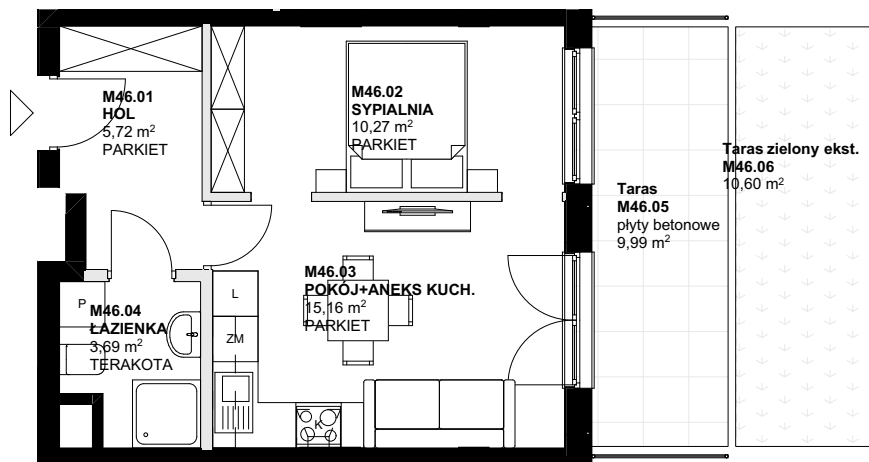 M46.01
HOL
5,72 m²
PARKIET
M46.02
SYPIALNIA
10,27 m²
PARKIET
Taras zielony ekst.
M46.06
10,60 m²
Taras
M46.05
płyty betonowe
9,99 m²
M46.03
POKÓJ+ANEKS KUCH.
15,16 m²
PARKIET
L
ZM
K
P
M46.04
ŁAZIENKA
3,69 m²
TERAKOTA